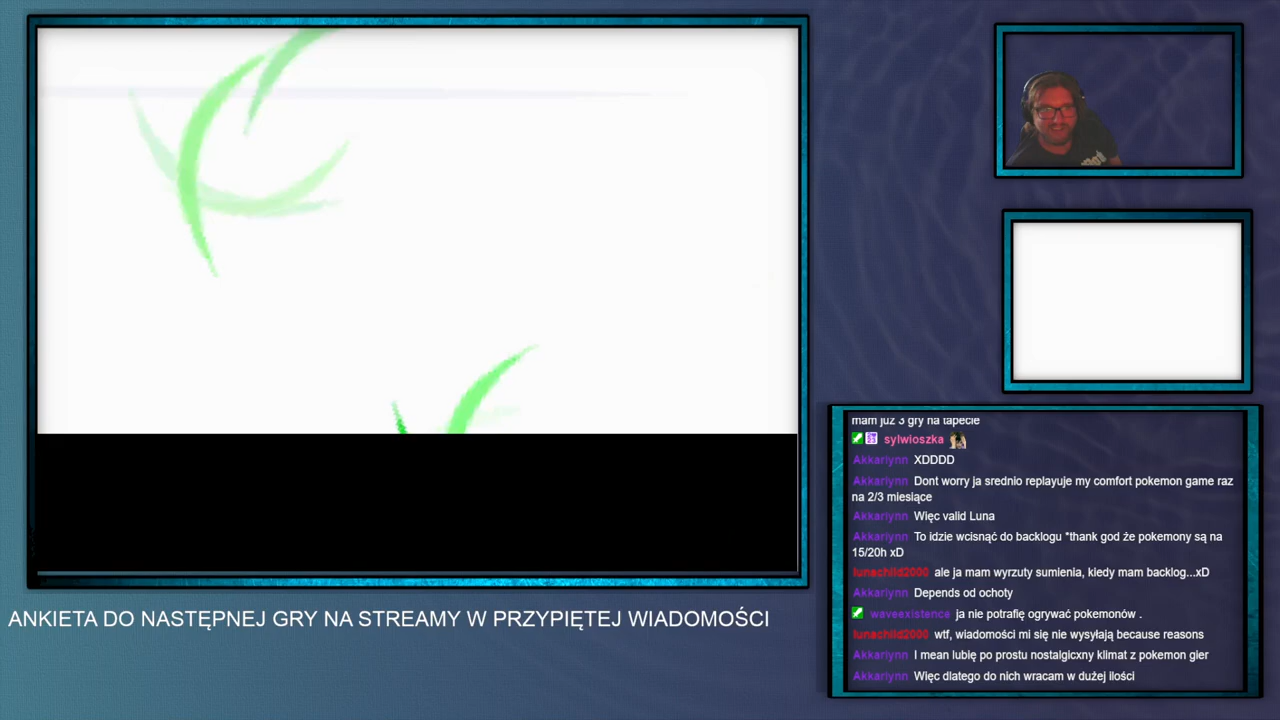 mam już 3 gry na tapecie
sylwioszka
Akkarlynn XDDDD
Akkarlynn Dont worry ja srednio replayuje my comfort pokemon game raz
na 2/3 miesiące
Akkarlynn Więc valid Luna
Akkarlynn To idzie wcisnąć do backlogu *thank god że pokemony są na
15/20h xD
lunachild2000 ale ja mam wyrzuty sumienia, kiedy mam backlog...xD
Akkarlynn Depends od ochoty
waveexistence ja nie potrafię ogrywać pokemonów .
lunachild2000 wtf, wiadomości mi się nie wysyłają because reasons
Akkarlynn I mean lubię po prostu nostalgicxny klimat z pokemon gier
Akkarlynn Więc dlatego do nich wracam w dużej ilości
ANKIETA DO NASTĘPNEJ GRY NA STREAMY W PRZYPIĘTEJ WIADOMOŚCI